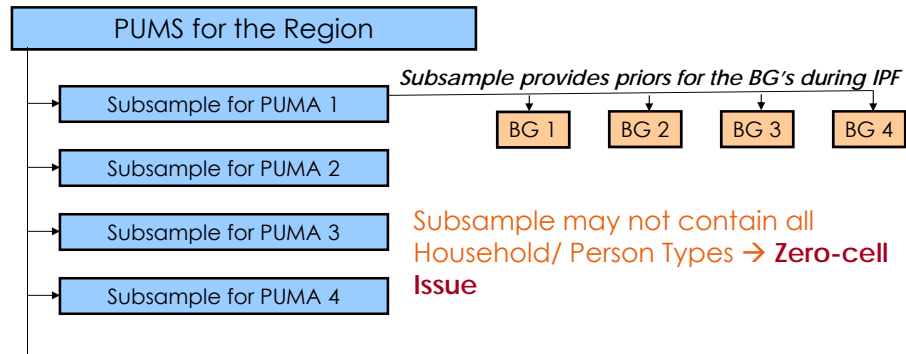 PUMS for the Region
Subsample provides priors for the BG's during IPF
Subsample for PUMA 1
BG 1
BG 2
BG 3
BG 4
Subsample for PUMA 2
Subsample for PUMA 3
Subsample for PUMA 4
Subsample may not contain all
Household/ Person Types → Zero-cell
Issue